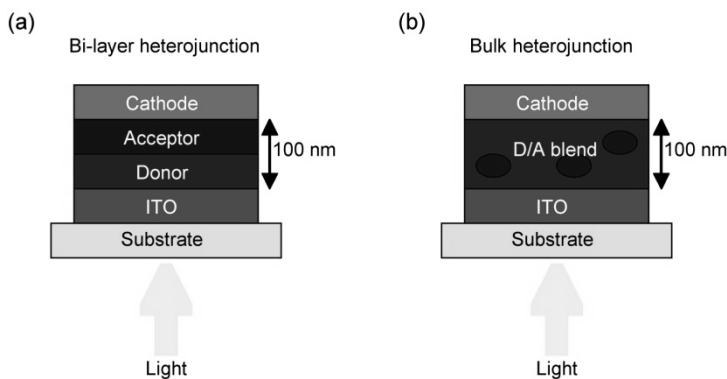 (a)
Bi-layer heterojunction
Cathode
Acceptor
100 nm
Donor
ITO
Substrate
Light
(b)
Bulk heterojunction
Cathode
D/A blend
100 nm
ITO
Substrate
Light